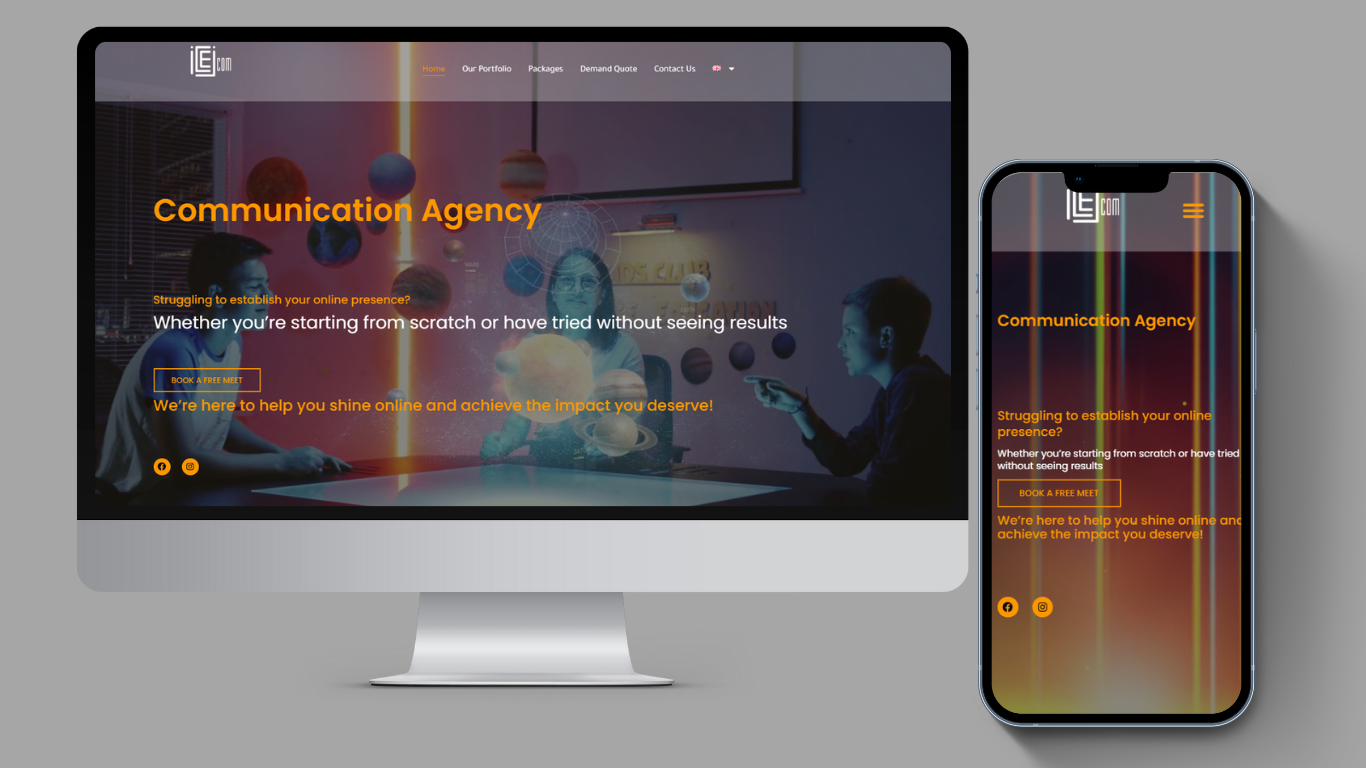 com
Home Our Portfolio Packages Demand Quote Contact Us
Communication Agency
KIDS CLUB
EDUCATION
Struggling to establish your online presence?
Whether you're starting from scratch or have tried without seeing results
BOOK A FREE MEET
We're here to help you shine online and achieve the impact you deserve!
com
Communication Agency
Struggling to establish your online
presence?
Whether you're starting from scratch or have tried
without seeing results
BOOK A FREE MEET
We're here to help you shine online and
achieve the impact you deserve!